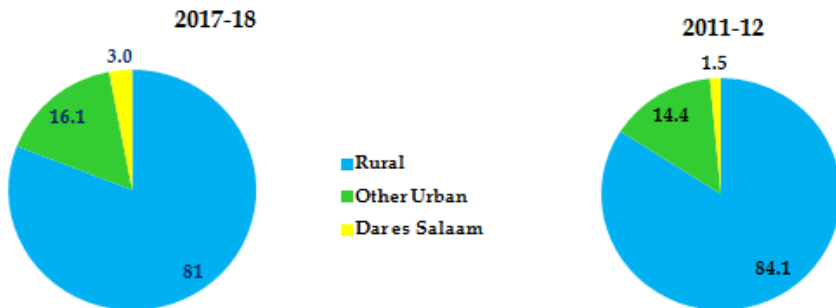 2017-18
3.0
16.1
81
Rural
Other Urban
Dar es Salaam
2011-12
1.5
14.4
84.1